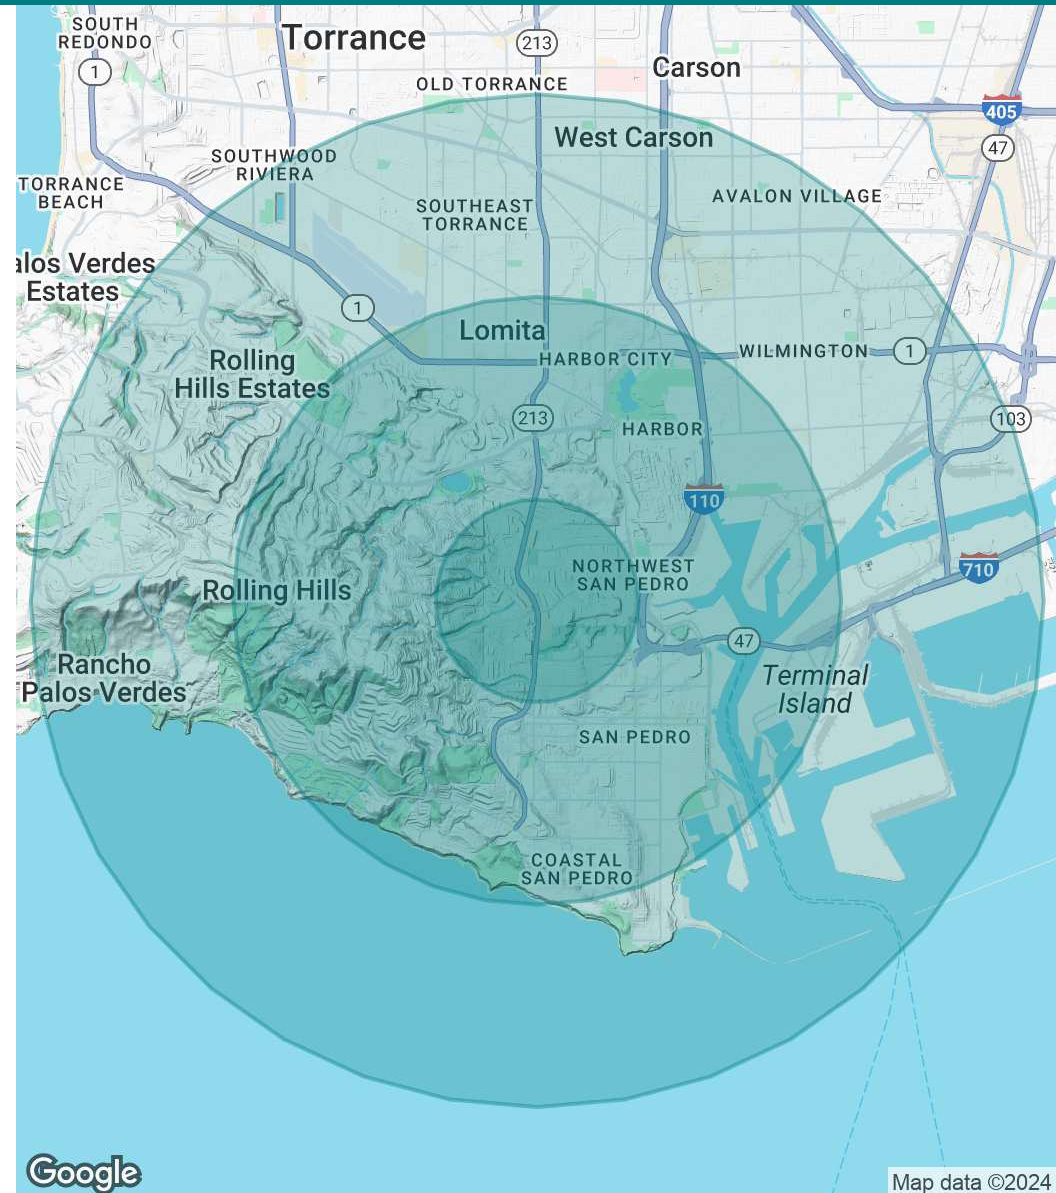 SOUTH
REDONDO
Torrance
213
1
OLD TORRANCE
Carson
405
47
West Carson
SOUTHWOOD
RIVIERA
TORRANCE
BEACH
SOUTHEAST
TORRANCE
AVALON VILLAGE
alos Verdes
Estates
1
Lomita
HARBOR CITY
WILMINGTON
1
Rolling
Hills Estates
213
HARBOR
103
110
NORTHWEST
SAN PEDRO
710
Rolling Hills
47
Rancho
Palos Verdes
Terminal
Island
SAN PEDRO
COASTAL
SAN PEDRO
Google
Map data ©2024